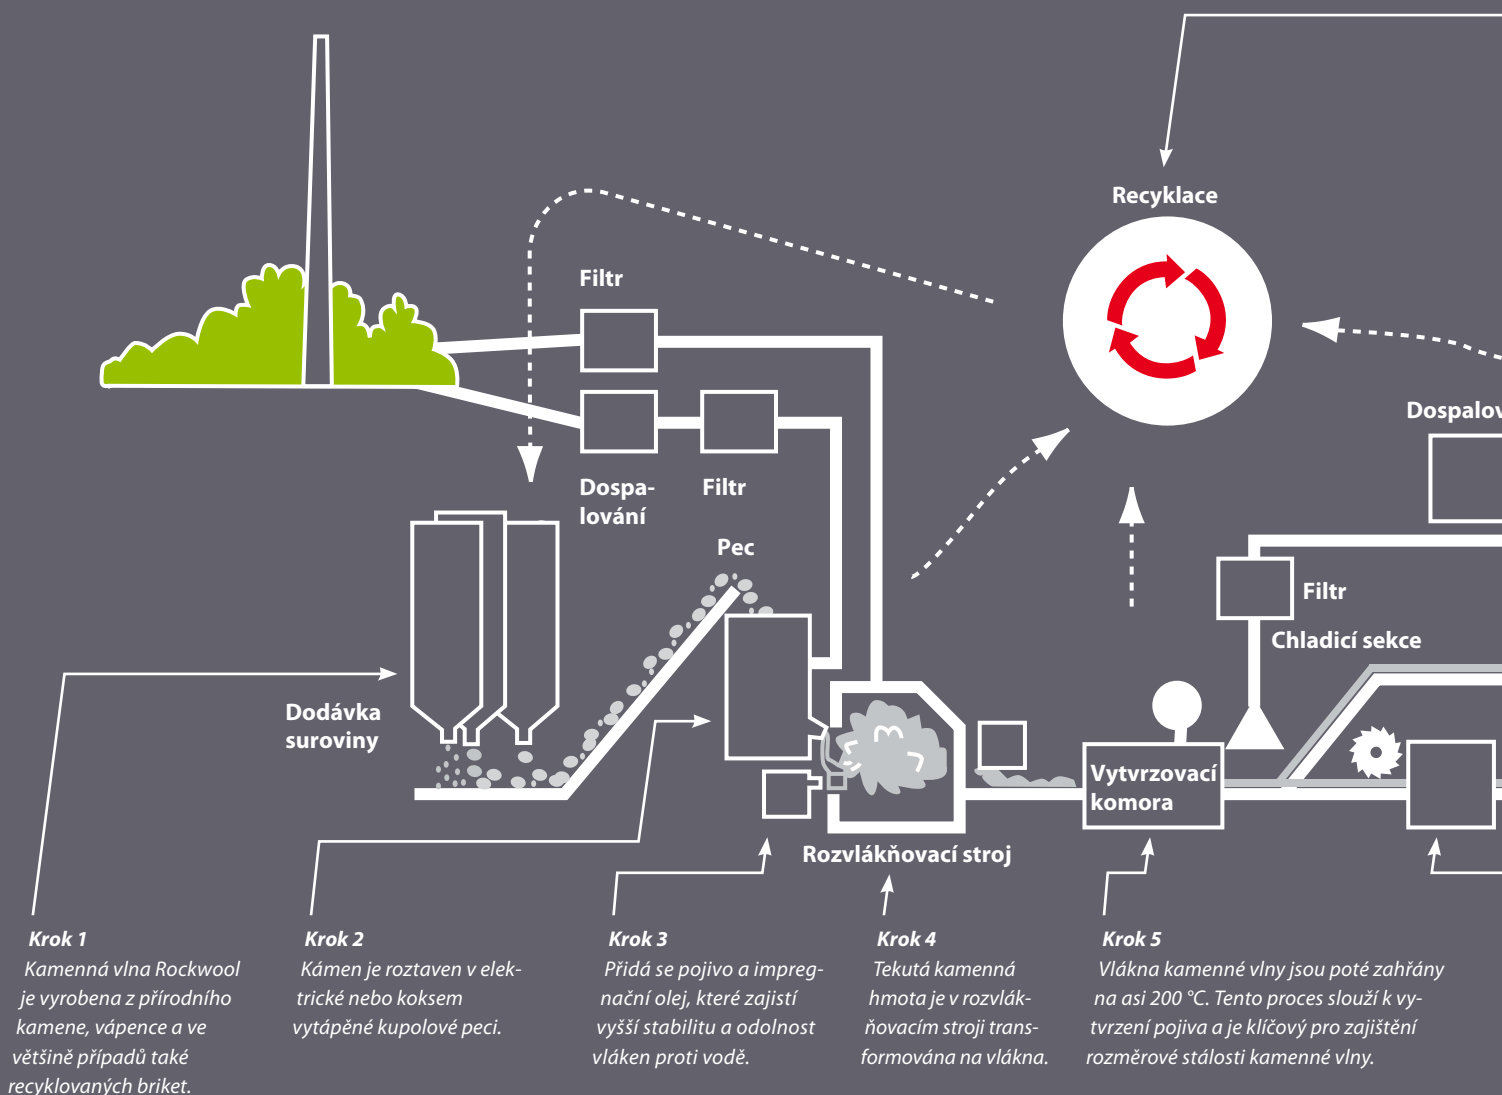 Recyklace
Filtr
Dospalov
Dospa-
lování
Filtr
Pec
Filtr
Chladicí sekce
Dodávka
suroviny
Vytvrzovací
komora
Rozvlákňovací stroj
Krok 1
Kamenná vlna Rockwool
je vyrobena z přírodního
kamene, vápence a ve
většině případů také
recyklovaných briket.
Krok 2
Kámen je roztaven v elek-
trické nebo koksem
vytápěné kupolové peci.
Krok 3
Přidá se pojivo a impreg-
nační olej, které zajistí
vyšší stabilitu a odolnost
vláken proti vodě.
Krok 4
Tekutá kamenná
hmota je v rozvlák-
ňovacím stroji trans-
formována na vlákna.
Krok 5
Vlákna kamenné vlny jsou poté zahřány
na asi 200 °C. Tento proces slouží k vy-
tvrzení pojiva a je klíčový pro zajištění
rozměrové stálosti kamenné vlny.